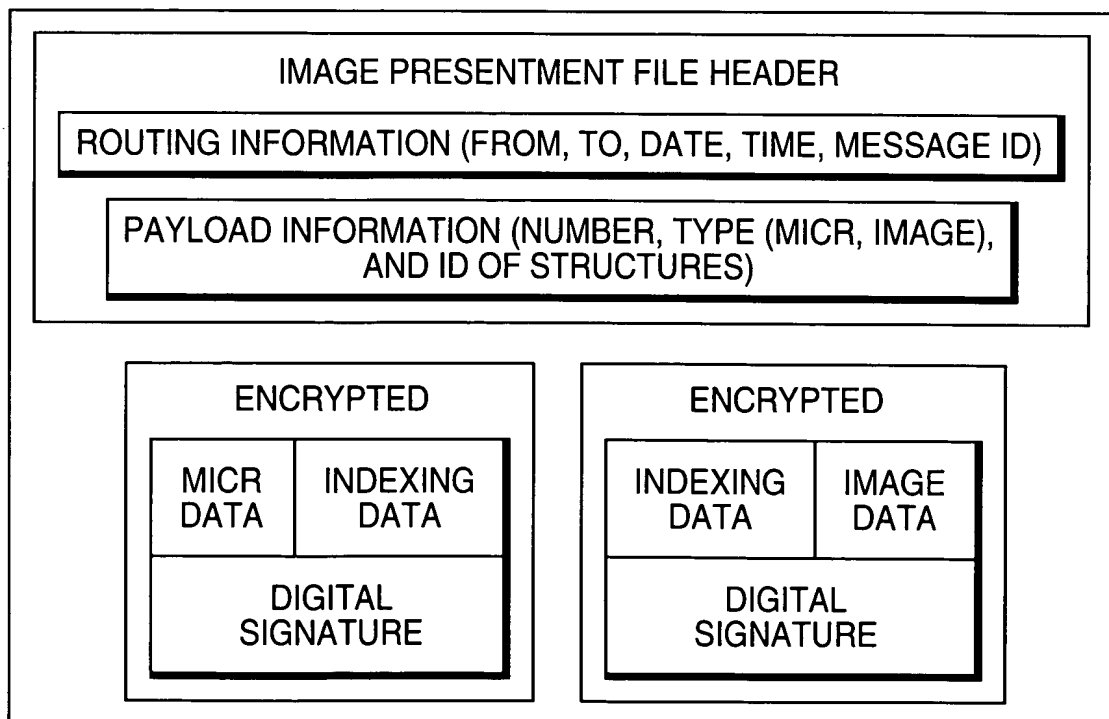 IMAGE PRESENTMENT FILE HEADER
ROUTING INFORMATION (FROM, TO, DATE, TIME, MESSAGE ID)
PAYLOAD INFORMATION (NUMBER, TYPE (MICR, IMAGE),
AND ID OF STRUCTURES)
ENCRYPTED
MICR
DATA
INDEXING
DATA
DIGITAL
SIGNATURE
ENCRYPTED
INDEXING
DATA
IMAGE
DATA
DIGITAL
SIGNATURE